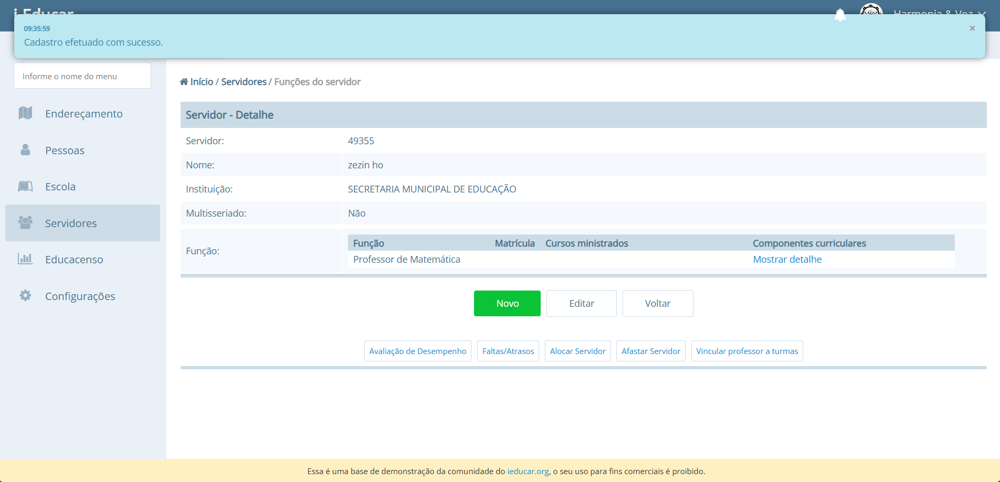 i-Educar
Harmonia & Voz
09:35:59
Cadastro efetuado com sucesso.
×
Informe o nome do menu
Endereçamento
Pessoas
Escola
Servidores
Educacenso
Configurações
Início / Servidores / Funções do servidor
Servidor - Detalhe
Servidor: 49355
Nome: zezin ho
Instituição: SECRETARIA MUNICIPAL DE EDUCAÇÃO
Multisseriado: Não
Função:
Função Matrícula Cursos ministrados Componentes curriculares
Professor de Matemática Mostrar detalhe
Novo Editar Voltar
Avaliação de Desempenho Faltas/Atrasos Alocar Servidor Afastar Servidor Vincular professor a turmas
Essa é uma base de demonstração da comunidade do ieducar.org, o seu uso para fins comerciais é proibido.